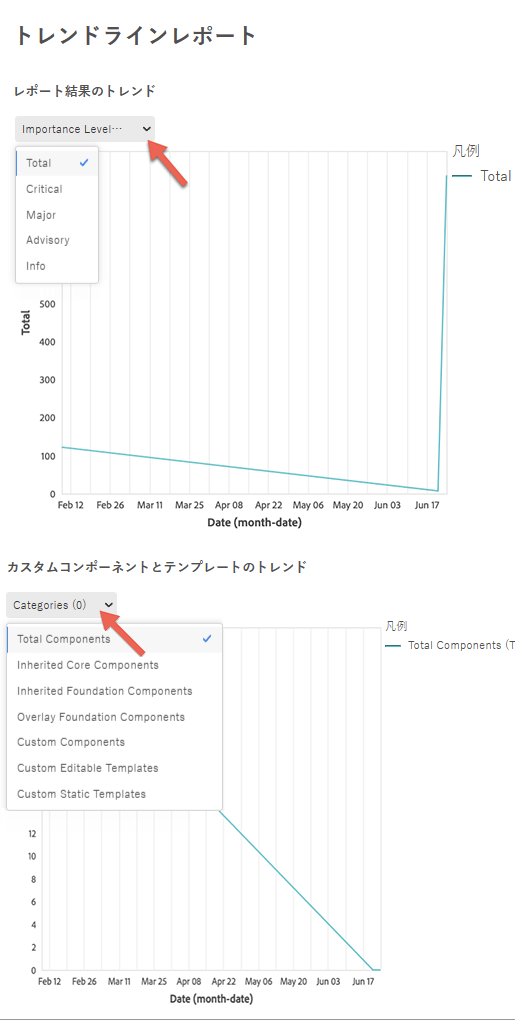 トレンドラインレポート
レポート結果のトレンド
Importance Level…
凡例
Total
Total
Critical
Major
Advisory
Info
500
400
300
200
100
0
Total
Feb 12 Feb 26 Mar 11 Mar 25 Apr 08 Apr 22 May 06 May 20 Jun 03 Jun 17
Date (month-date)
カスタムコンポーネントとテンプレートのトレンド
Categories (0)
凡例
Total Components (T
Total Components
Inherited Core Components
Inherited Foundation Components
Overlay Foundation Components
Custom Components
Custom Editable Templates
Custom Static Templates
12
10
8
6
4
2
0
Feb 12 Feb 26 Mar 11 Mar 25 Apr 08 Apr 22 May 06 May 20 Jun 03 Jun 17
Date (month-date)